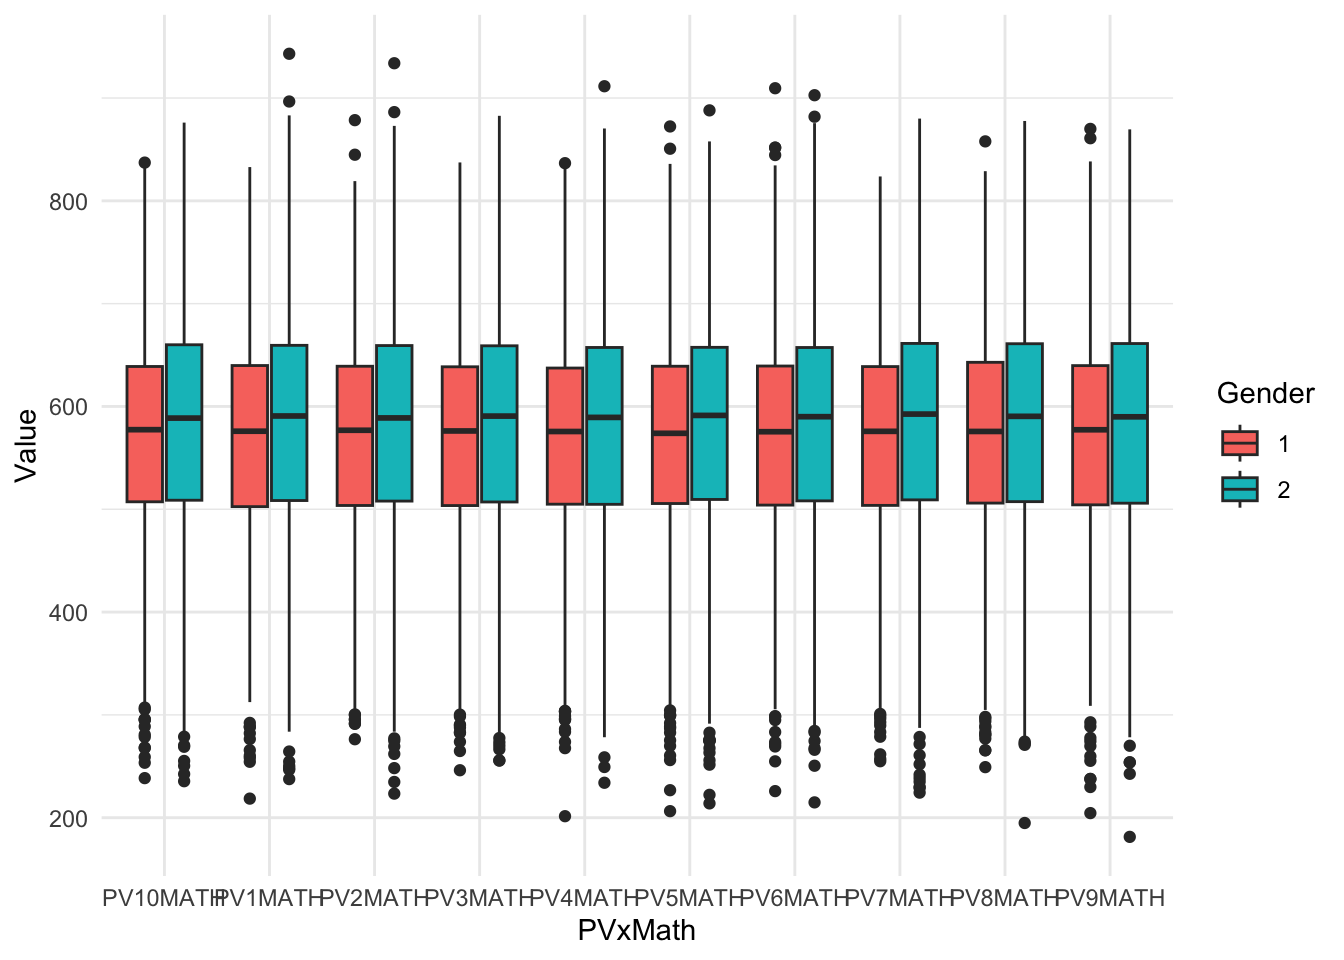 800
600
400
200
Value
PV10MATH PV1MATH PV2MATH PV3MATH PV4MATH PV5MATH PV6MATH PV7MATH PV8MATH PV9MATH
PVxMath
Gender
1
2